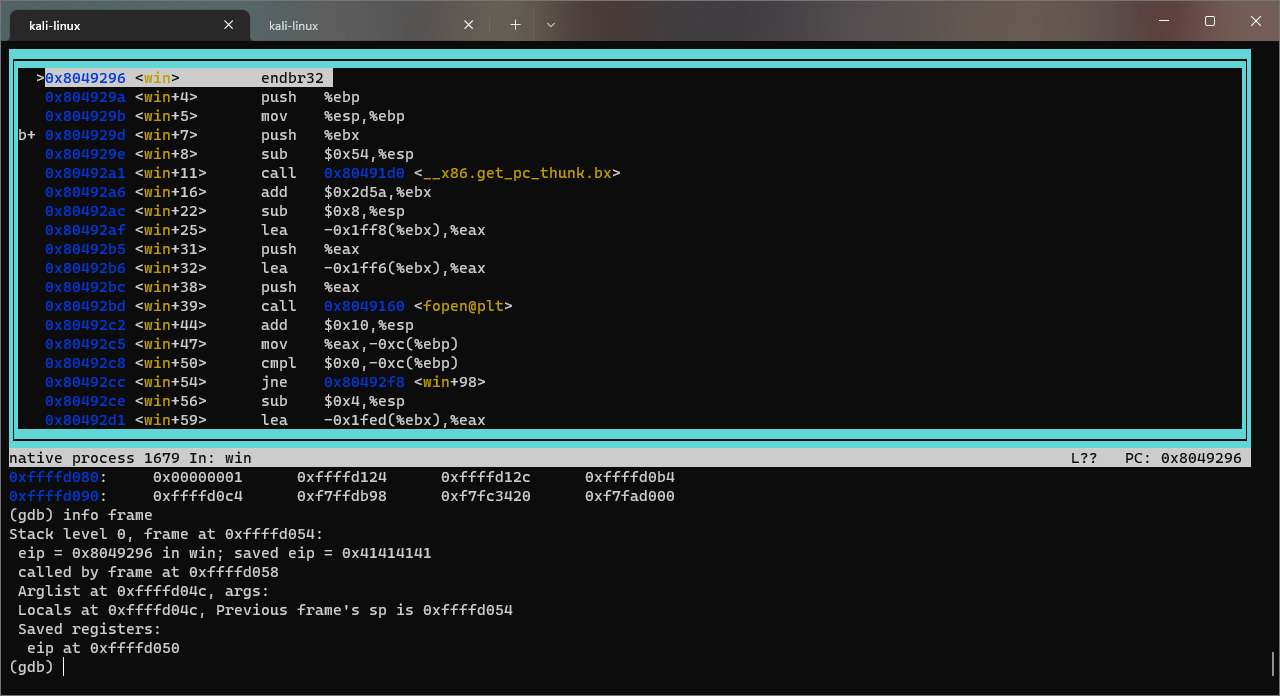 kali-linux
kali-linux
>0x8049296 <win> endbr32
0x804929a <win+4> push %ebp
0x804929b <win+5> mov %esp,%ebp
b+ 0x804929d <win+7> push %ebx
0x804929e <win+8> sub $0x54,%esp
0x80492a1 <win+11> call 0x80491d0 <__x86.get_pc_thunk.bx>
0x80492a6 <win+16> add $0x2d5a,%ebx
0x80492ac <win+22> sub $0x8,%esp
0x80492af <win+25> lea -0x1ff8(%ebx),%eax
0x80492b5 <win+31> push %eax
0x80492b6 <win+32> lea -0x1ff6(%ebx),%eax
0x80492bc <win+38> push %eax
0x80492bd <win+39> call 0x8049160 <fopen@plt>
0x80492c2 <win+44> add $0x10,%esp
0x80492c5 <win+47> mov %eax,-0xc(%ebp)
0x80492c8 <win+50> cmpl $0x0,-0xc(%ebp)
0x80492cc <win+54> jne 0x80492f8 <win+98>
0x80492ce <win+56> sub $0x4,%esp
0x80492d1 <win+59> lea -0x1fed(%ebx),%eax
native process 1679 In: win L?? PC: 0x8049296
0xffffd080: 0x00000001 0xffffd124 0xffffd12c 0xffffd0b4
0xffffd090: 0xffffd0c4 0xf7ffdb98 0xf7fc3420 0xf7fad000
(gdb) info frame
Stack level 0, frame at 0xffffd054:
eip = 0x8049296 in win; saved eip = 0x41414141
called by frame at 0xffffd058
Arglist at 0xffffd04c, args:
Locals at 0xffffd04c, Previous frame's sp is 0xffffd054
Saved registers:
eip at 0xffffd050
(gdb)